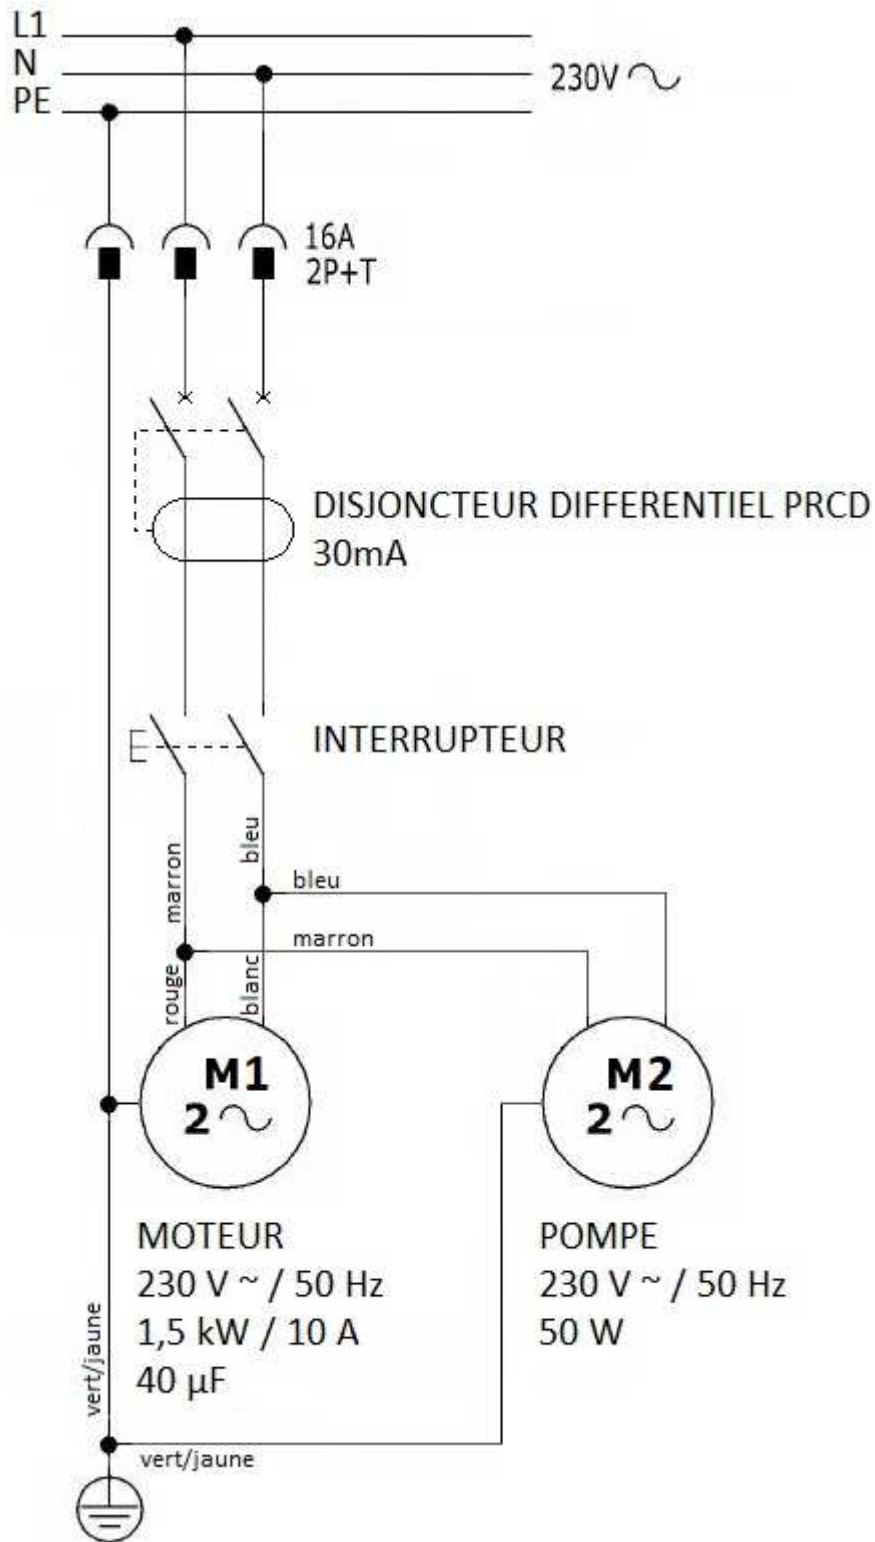 L1
N
PE
230V
16A
2P+T
DISJONCTEUR DIFFERENTIEL PRCD
30mA
INTERRUPTEUR
marron
bleu
bleu
marron
rouge
blanc
M1
2
M2
2
MOTEUR
230 V ~ / 50 Hz
1,5 kW / 10 A
40 µF
POMPE
230 V ~ / 50 Hz
50 W
vert/jaune
vert/jaune